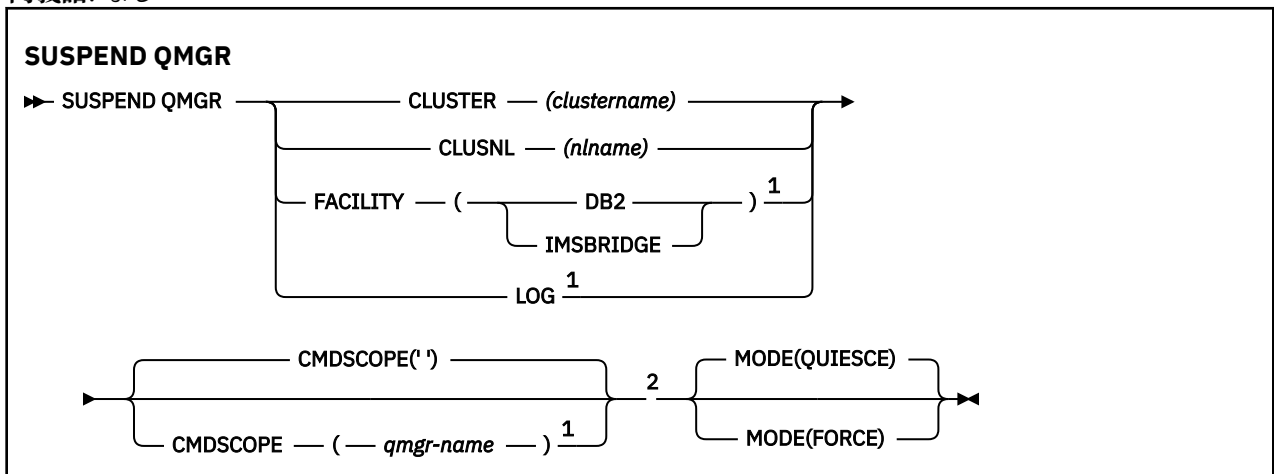 SUSPEND QMGR
SUSPEND QMGR CLUSTER (clustername)
CLUSNL (nlname)
FACILITY ( DB2 ) 1
IMSBRIDGE
LOG 1
CMDSCOPE(' ') 2 MODE(QUIESCE)
CMDSCOPE ( qmgr-name ) 1 MODE(FORCE)